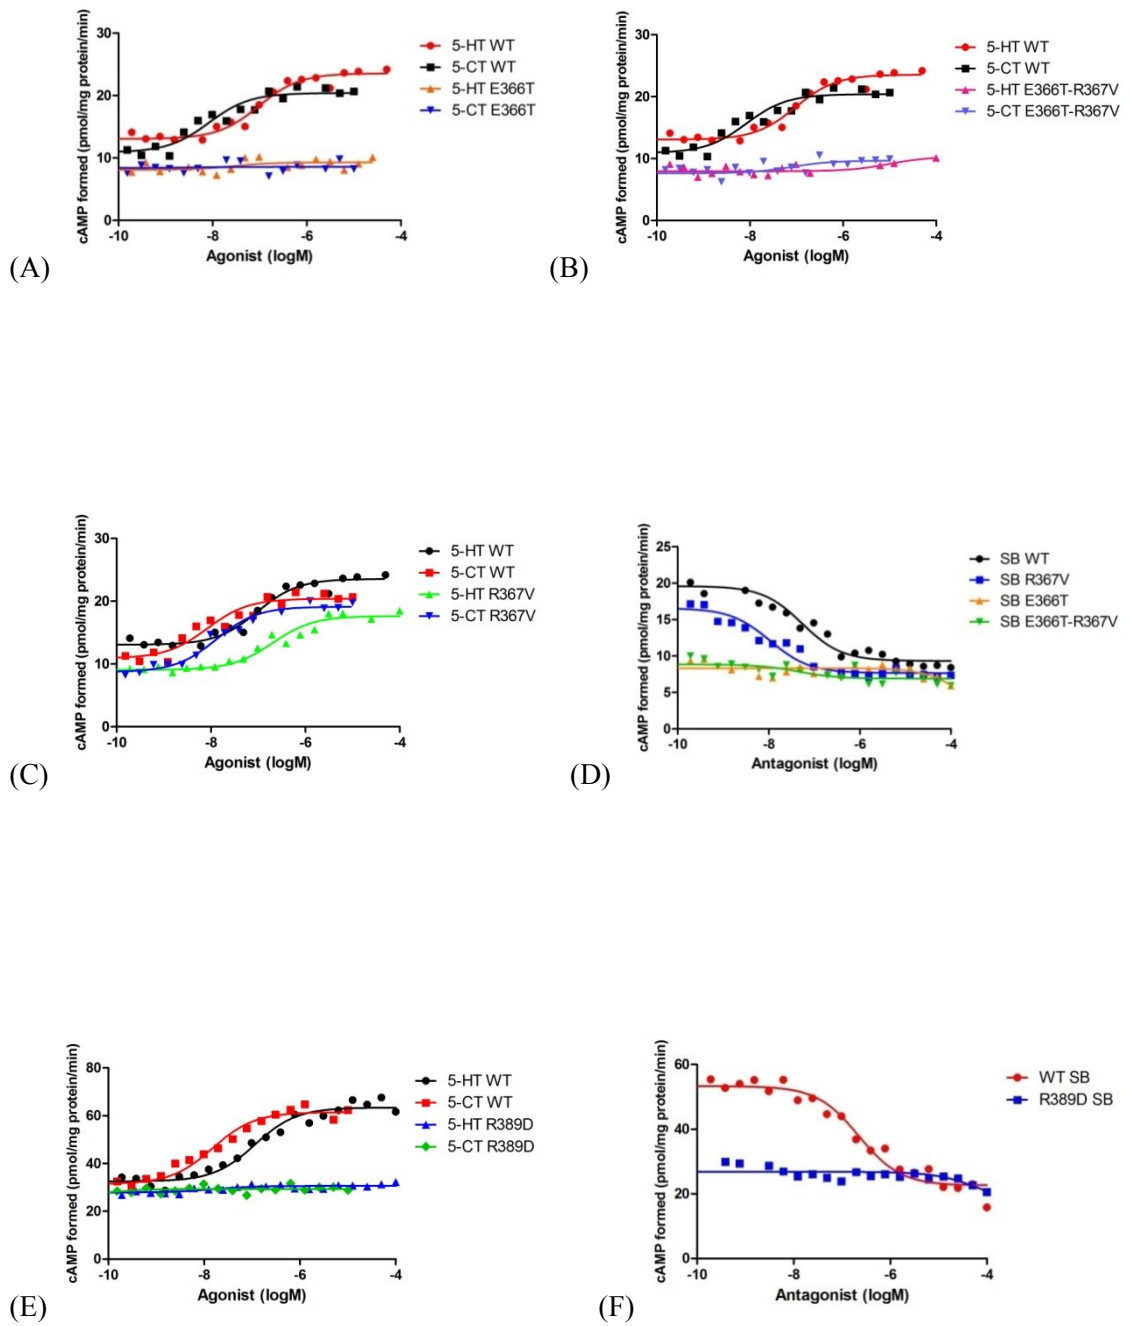 cAMP formed (pmol/mg protein/min)
30
20
10
0
-10 -8 -6 -4
Agonist (logM)
5-HT WT
5-CT WT
5-HT E366T
5-CT E366T
(A)
cAMP formed (pmol/mg protein/min)
30
20
10
0
-10 -8 -6 -4
Agonist (logM)
5-HT WT
5-CT WT
5-HT E366T-R367V
5-CT E366T-R367V
(B)
cAMP formed (pmol/mg protein/min)
30
20
10
0
-10 -8 -6 -4
Agonist (logM)
5-HT WT
5-CT WT
5-HT R367V
5-CT R367V
(C)
cAMP formed (pmol/mg protein/min)
25
20
15
10
5
0
-10 -8 -6 -4
Antagonist (logM)
SB WT
SB R367V
SB E366T
SB E366T-R367V
(D)
cAMP formed (pmol/mg protein/min)
80
60
40
20
0
-10 -8 -6 -4
Agonist (logM)
5-HT WT
5-CT WT
5-HT R389D
5-CT R389D
(E)
cAMP formed (pmol/mg protein/min)
60
40
20
0
-10 -8 -6 -4
Antagonist (logM)
WT SB
R389D SB
(F)